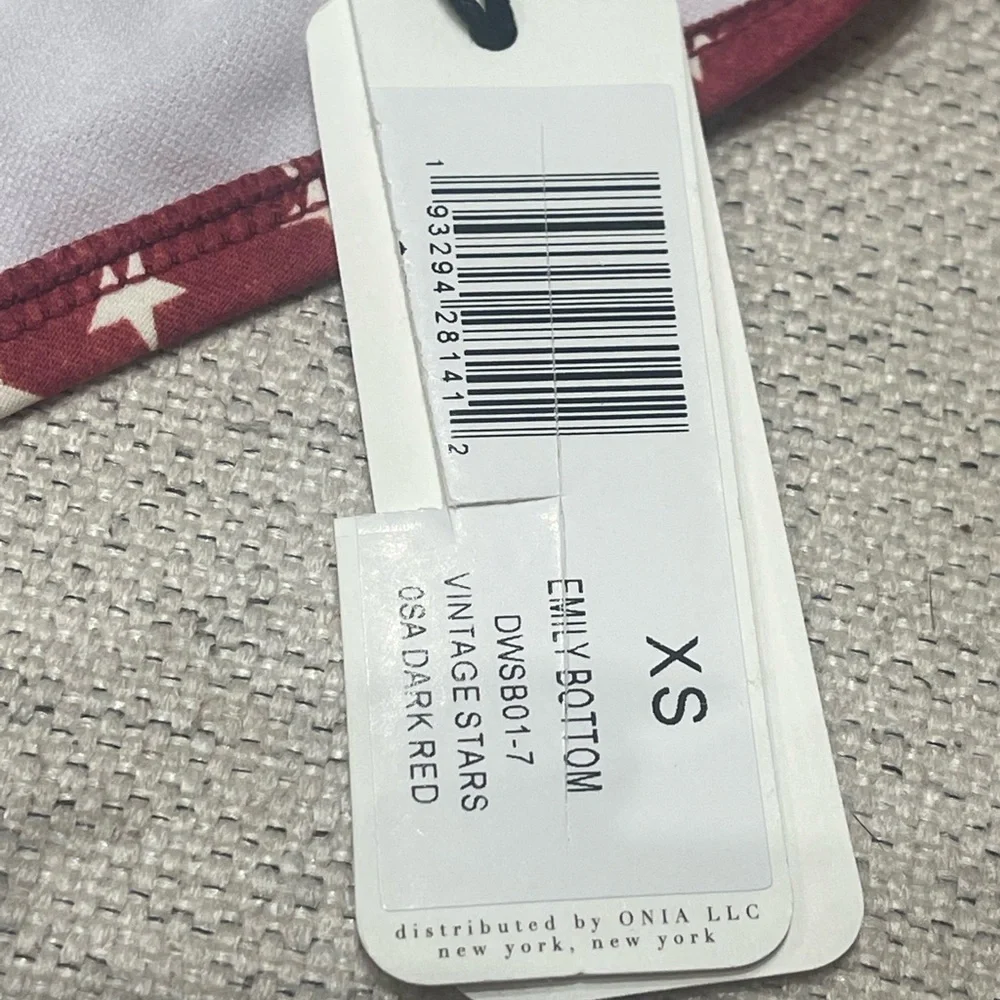 1 93294 28141 2
XS
EMILY BOTTOM
DWSB01-7
VINTAGE STARS
0SA DARK RED
distributed by ONIA LLC
new york, new york